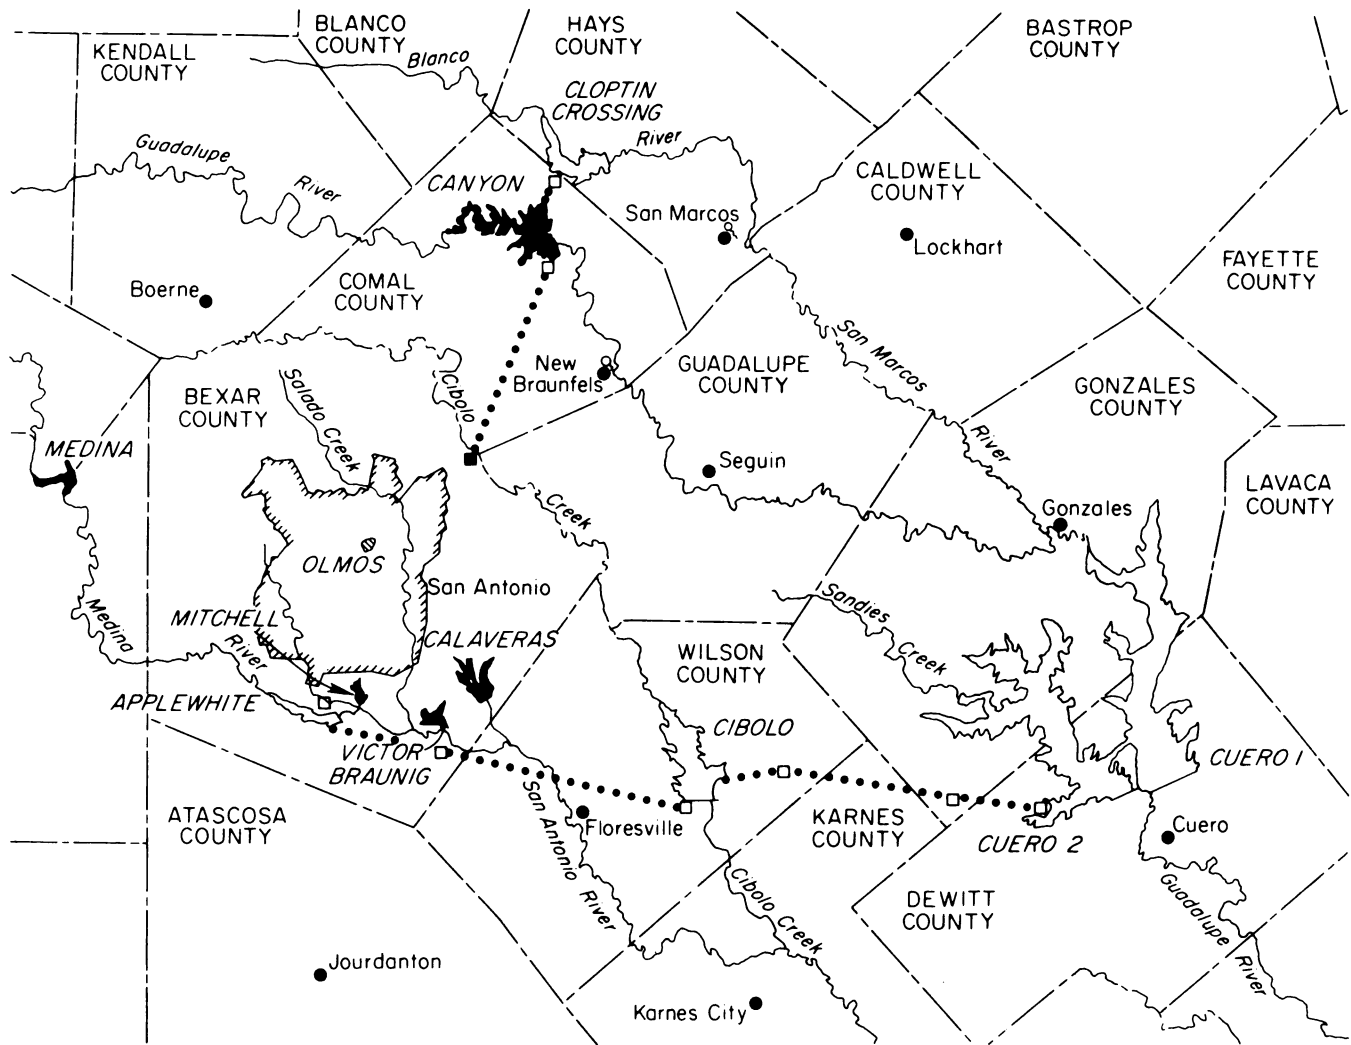 BLANCO
COUNTY
HAYS
COUNTY
BASTROP
COUNTY
KENDALL
COUNTY
Blanco
CLOPTIN
CROSSING
River
Guadalupe
River
CANYON
CALDWELL
COUNTY
San Marcos
Lockhart
FAYETTE
COUNTY
Boerne
COMAL
COUNTY
San Marcos
River
New
Braunfels
GUADALUPE
COUNTY
GONZALES
COUNTY
BEXAR
COUNTY
Salado Creek
Cibolo
Creek
MEDINA
Seguin
LAVACA
COUNTY
Gonzales
OLMOS
San Antonio
Medina
River
MITCHELL
CALAVERAS
Sandies
Creek
WILSON
COUNTY
APPLEWHITE
CIBOLO
VICTOR
BRAUNIG
CUERO 1
ATASCOSA
COUNTY
San Antonio River
Floresville
KARNES
COUNTY
CUERO 2
Cuero
Cibolo Creek
DEWITT
COUNTY
Guadalupe River
Jourdanton
Karnes City